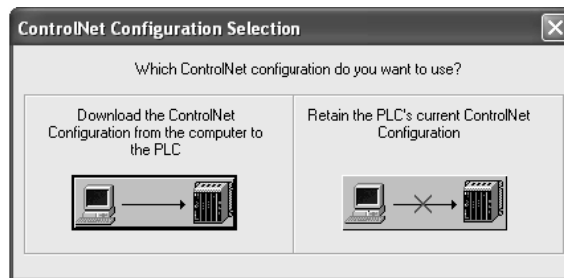 ControlNet Configuration Selection
Which ControlNet configuration do you want to use?
Download the ControlNet
Configuration from the computer to
the PLC
Retain the PLC's current ControlNet
Configuration